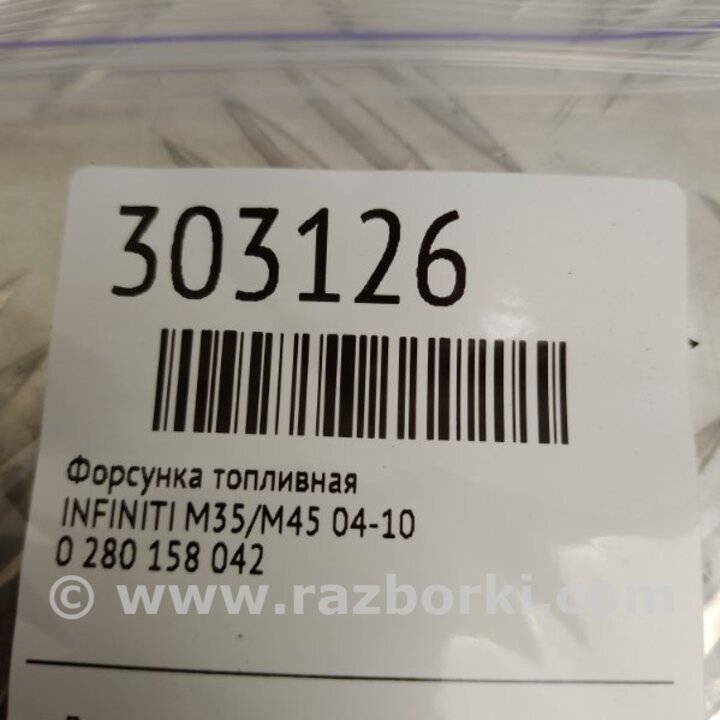 303126
Форсунка топливная
INFINITI M35/M45 04-10
0 280 158 042
© www.razborki.com